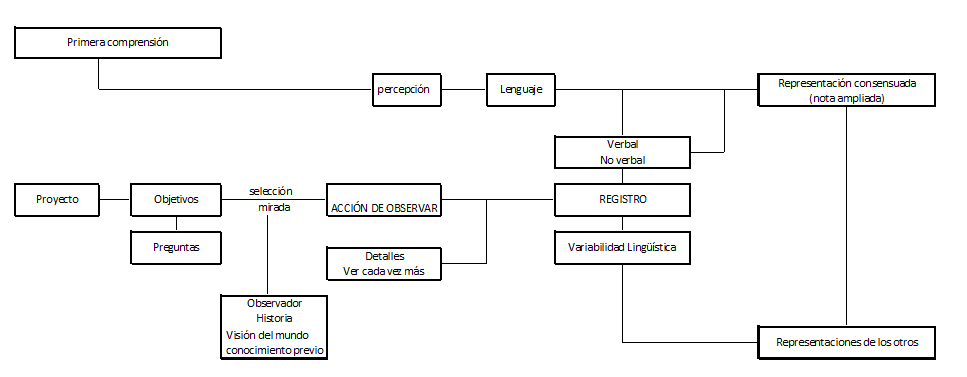 Primera comprensión
percepción
Lenguaje
Representación consensuada
(nota ampliada)
Verbal
No verbal
Proyecto
Objetivos
selección
mirada
ACCIÓN DE OBSERVAR
REGISTRO
Preguntas
Detalles
Ver cada vez más
Variabilidad Lingüística
Observador
Historia
Visión del mundo
conocimiento previo
Representaciones de los otros